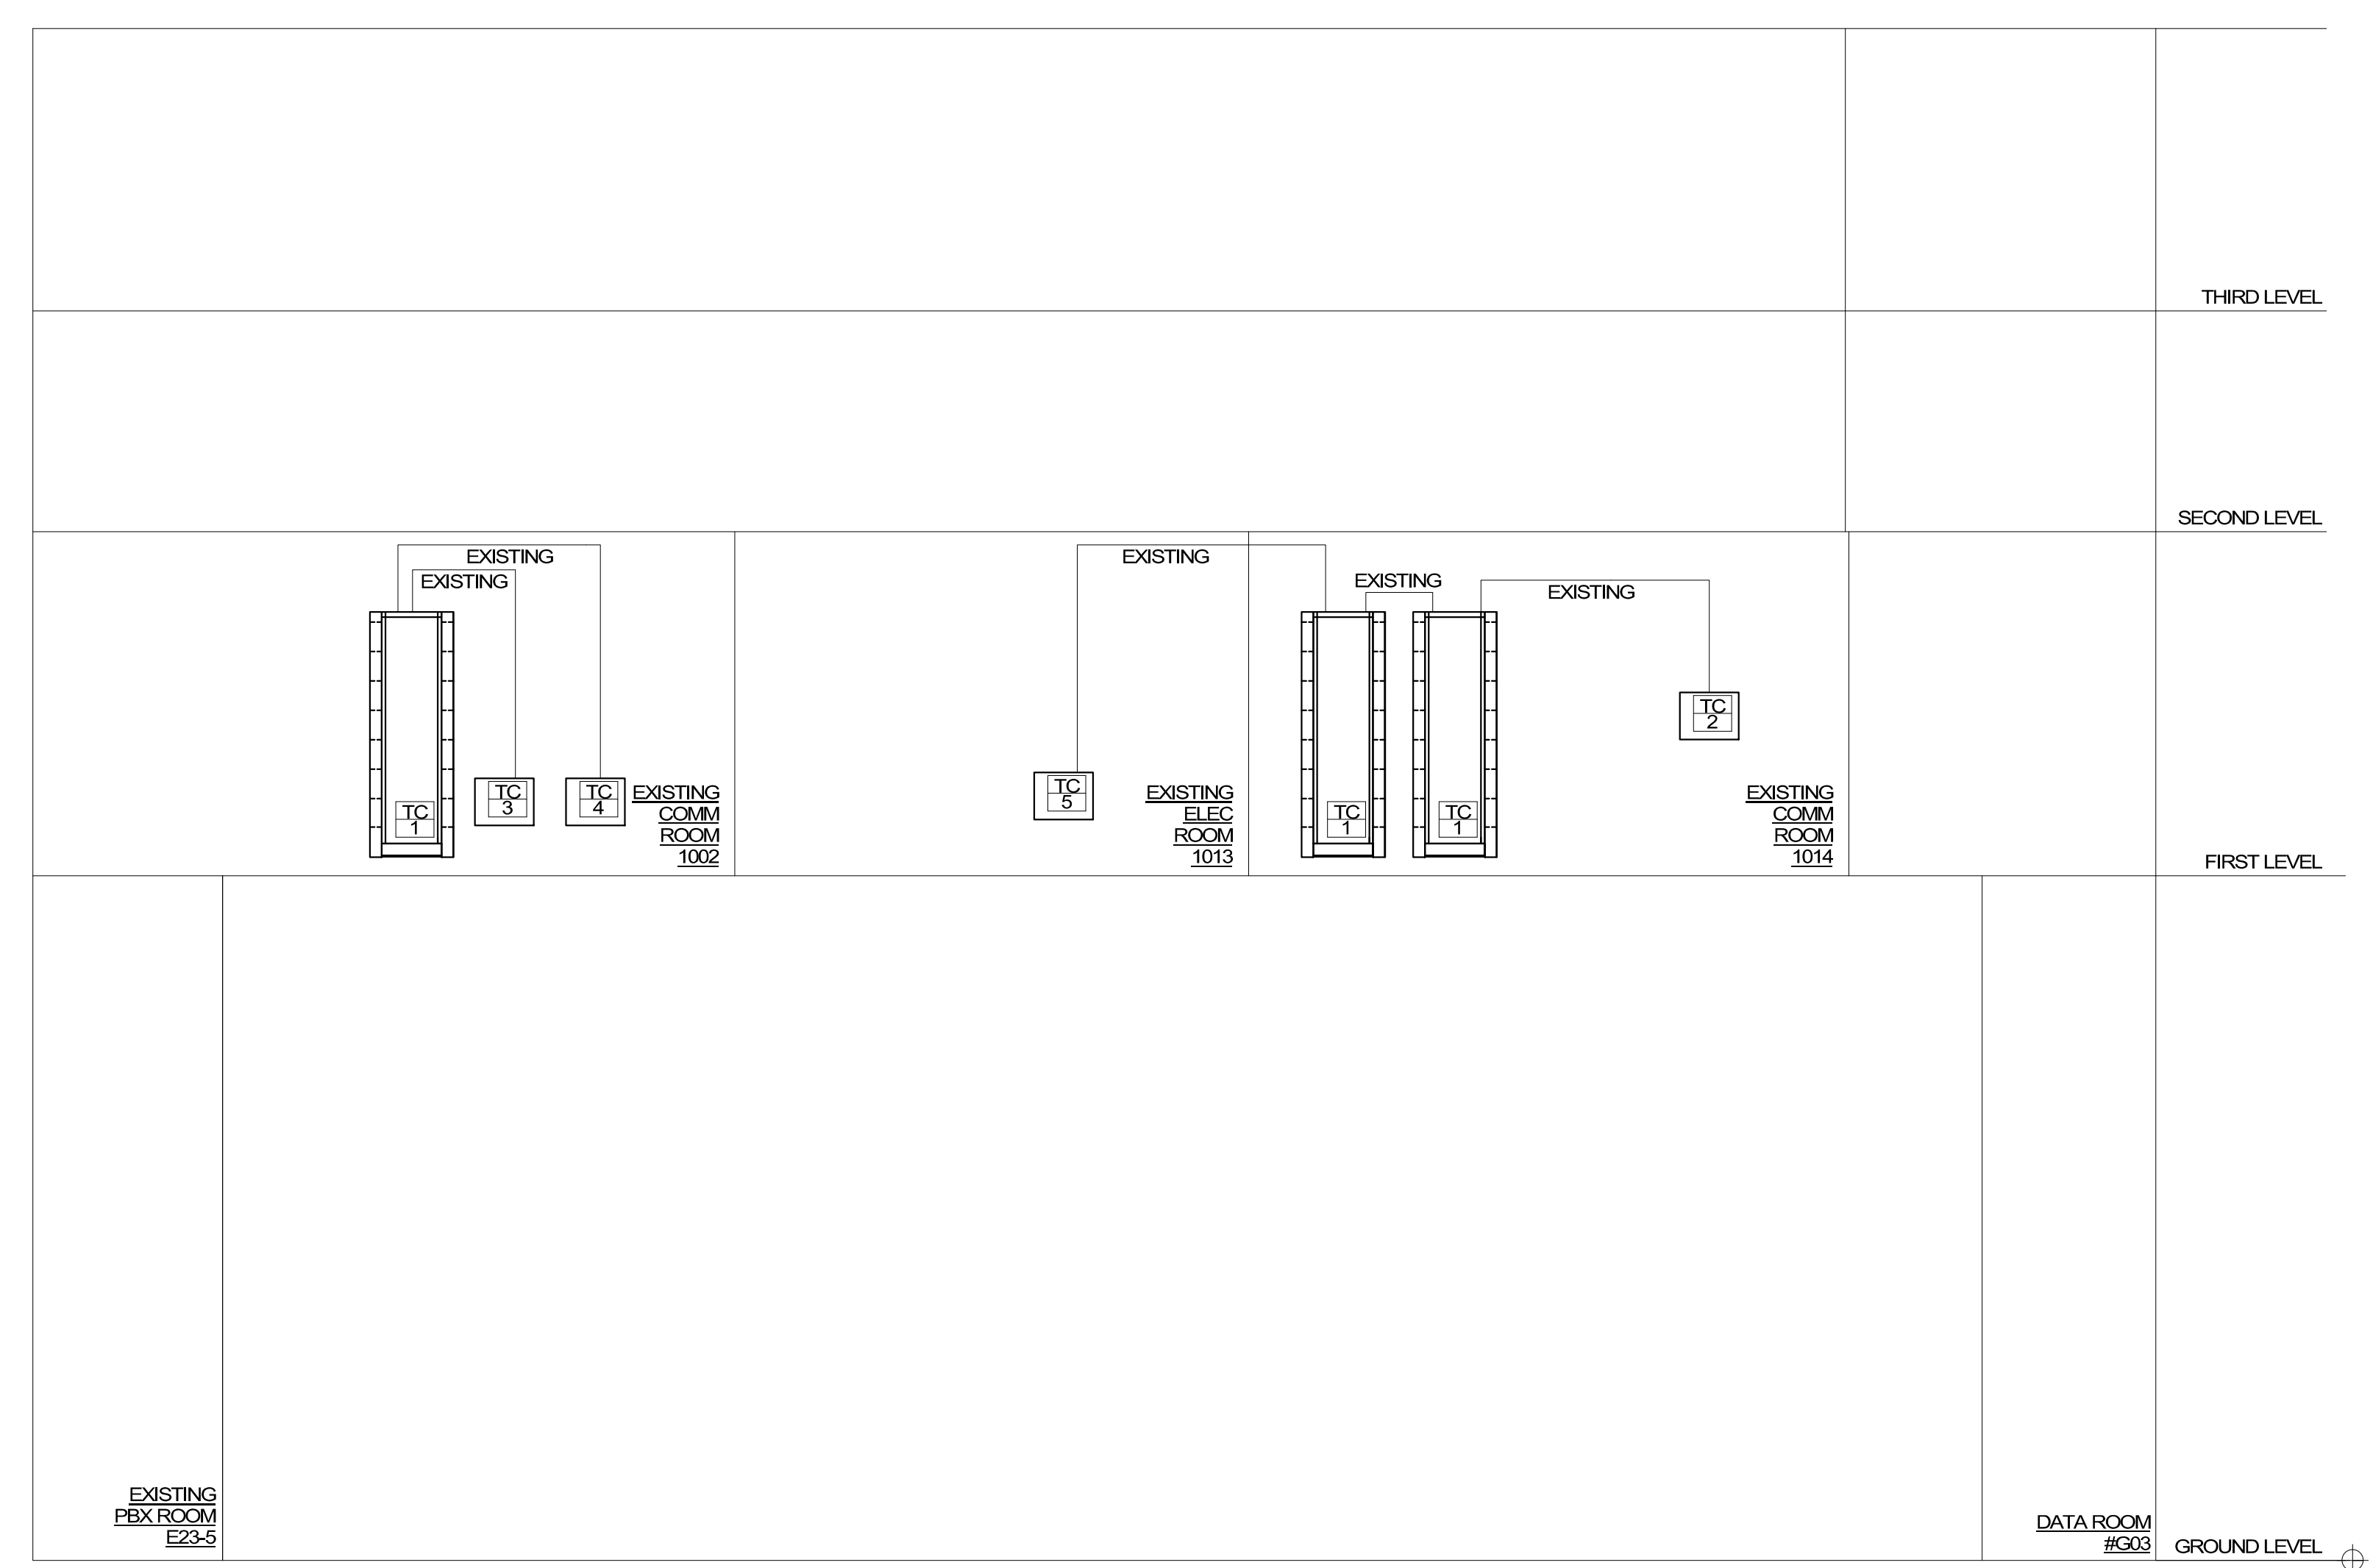 THIRD LEVEL
SECOND LEVEL
EXISTING
EXISTING
TC
3
TC
4
TC
1
EXISTING
COMM
ROOM
1002
EXISTING
TC
5
EXISTING
ELEC
ROOM
1013
EXISTING
EXISTING
TC
1
TC
1
TC
2
EXISTING
COMM
ROOM
1014
FIRST LEVEL
EXISTING
PBX ROOM
E23-5
DATA ROOM
#G03
GROUND LEVEL